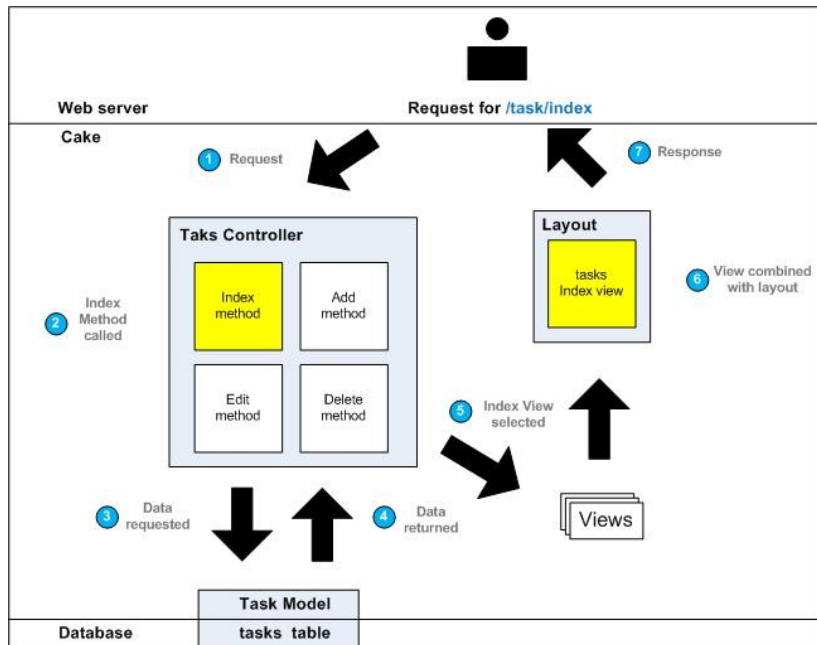 Web server
Request for /task/index
Cake
1 Request
7 Response
Taks Controller
Index
method
Add
method
Edit
method
Delete
method
Layout
tasks
Index view
2 Index
Method
called
6 View combined
with layout
5 Index View
selected
3 Data
requested
4 Data
returned
Views
Task Model
Database
tasks table